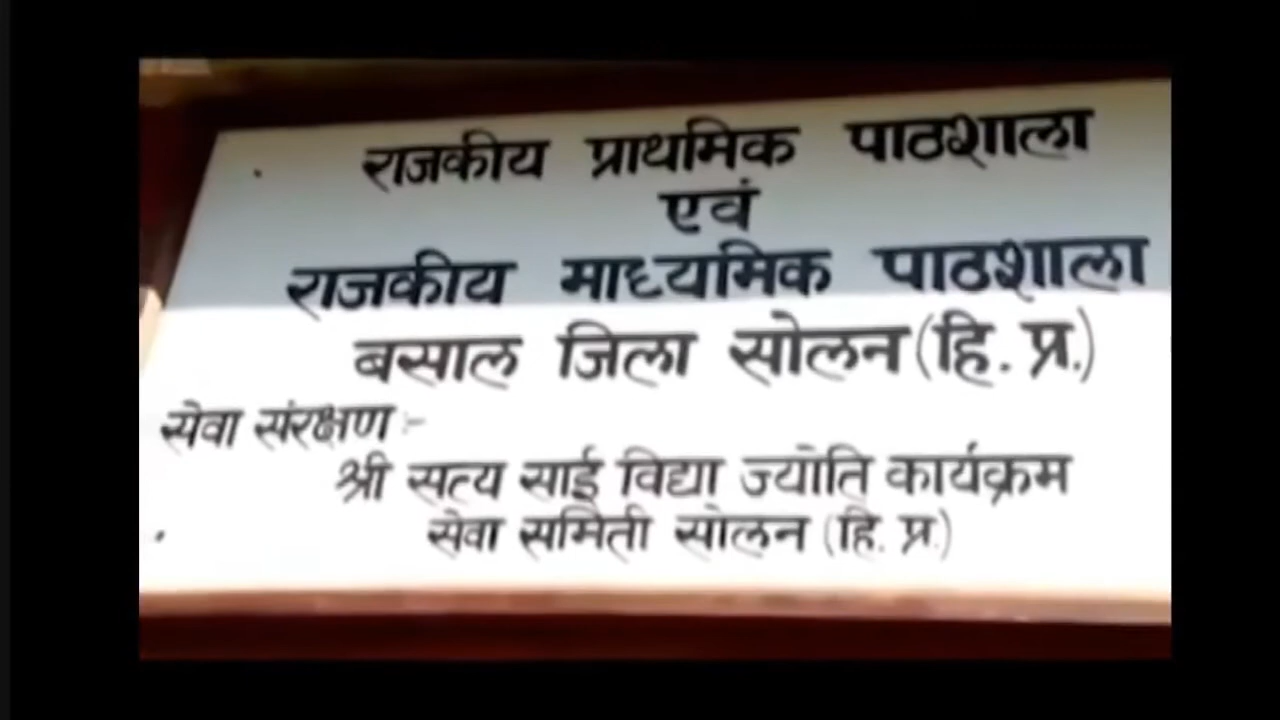 राजकीय प्राथमिक पाठशाला
एवं
राजकीय माध्यमिक पाठशाला
बसाल जिला सोलन (हि. प्र.)
सेवा संरक्षण :-
श्री सत्य साई विद्या ज्योति कार्यक्रम
सेवा समिती सोलन (हि. प्र.)